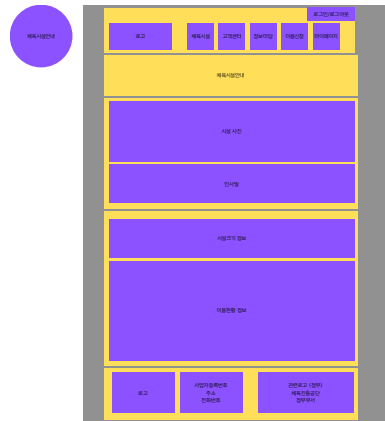 체육시설안내
로그인/로그아웃
로고
체육시설
고객센터
정보마당
이용신청
마이페이지
체육시설안내
시설 사진
인사말
시설크기 정보
이용현황 정보
로고
사업자등록번호
주소
전화번호
관련로고 (정부)
체육진흥공단
정부부서